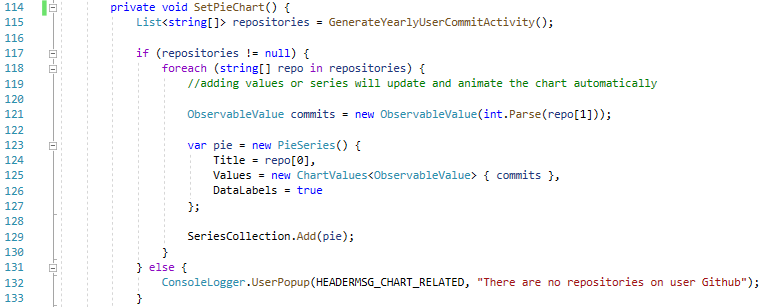 114 private void SetPieChart() {
115 List<string[]> repositories = GenerateYearlyUserCommitActivity();
116
117 if (repositories != null) {
118 foreach (string[] repo in repositories) {
119 //adding values or series will update and animate the chart automatically
120
121 ObservableValue commits = new ObservableValue(int.Parse(repo[1]));
122
123 var pie = new PieSeries() {
124 Title = repo[0],
125 Values = new ChartValues<ObservableValue> { commits },
126 DataLabels = true
127 };
128
129 SeriesCollection.Add(pie);
130 }
131 } else {
132 ConsoleLogger.UserPopup(HEADERMSG_CHART_RELATED, "There are no repositories on user Github");
133 }